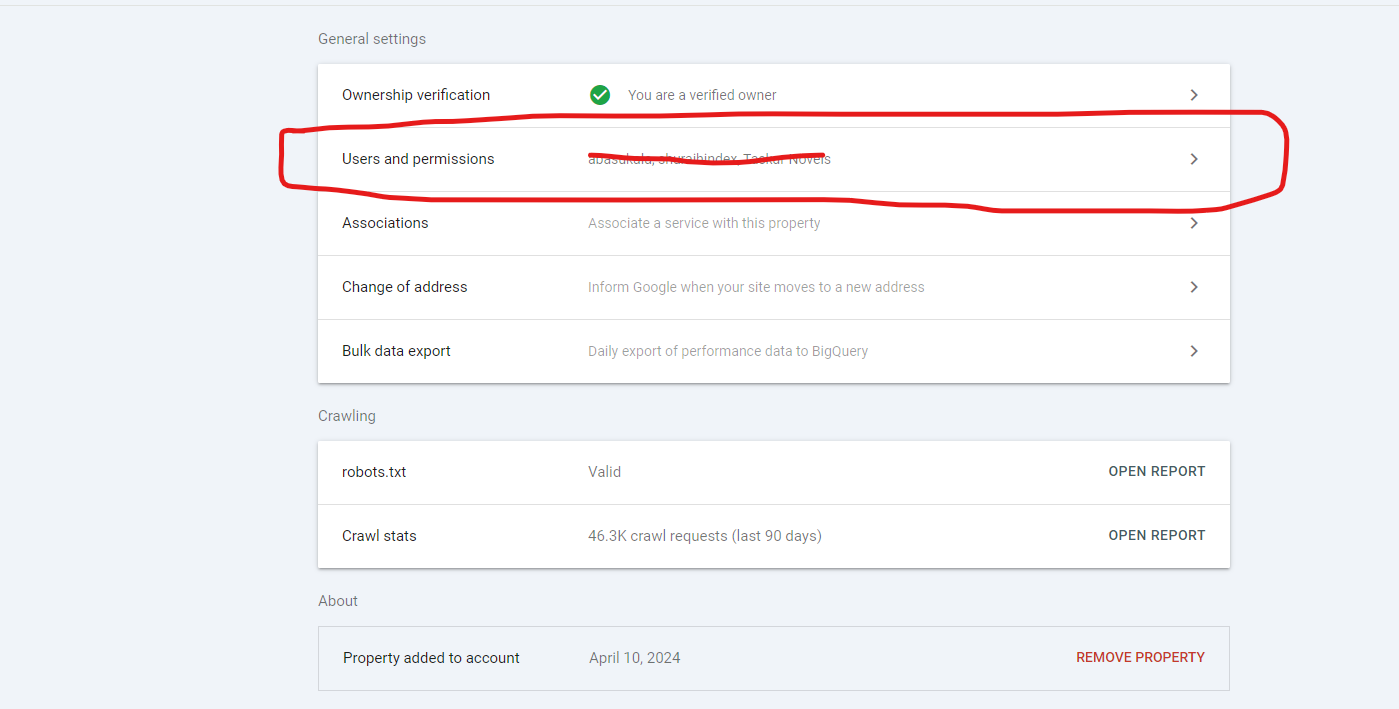 General settings
Ownership verification You are a verified owner
Users and permissions Novels
Associations Associate a service with this property
Change of address Inform Google when your site moves to a new address
Bulk data export Daily export of performance data to BigQuery
Crawling
robots.txt Valid OPEN REPORT
Crawl stats 46.3K crawl requests (last 90 days) OPEN REPORT
About
Property added to account April 10, 2024 REMOVE PROPERTY